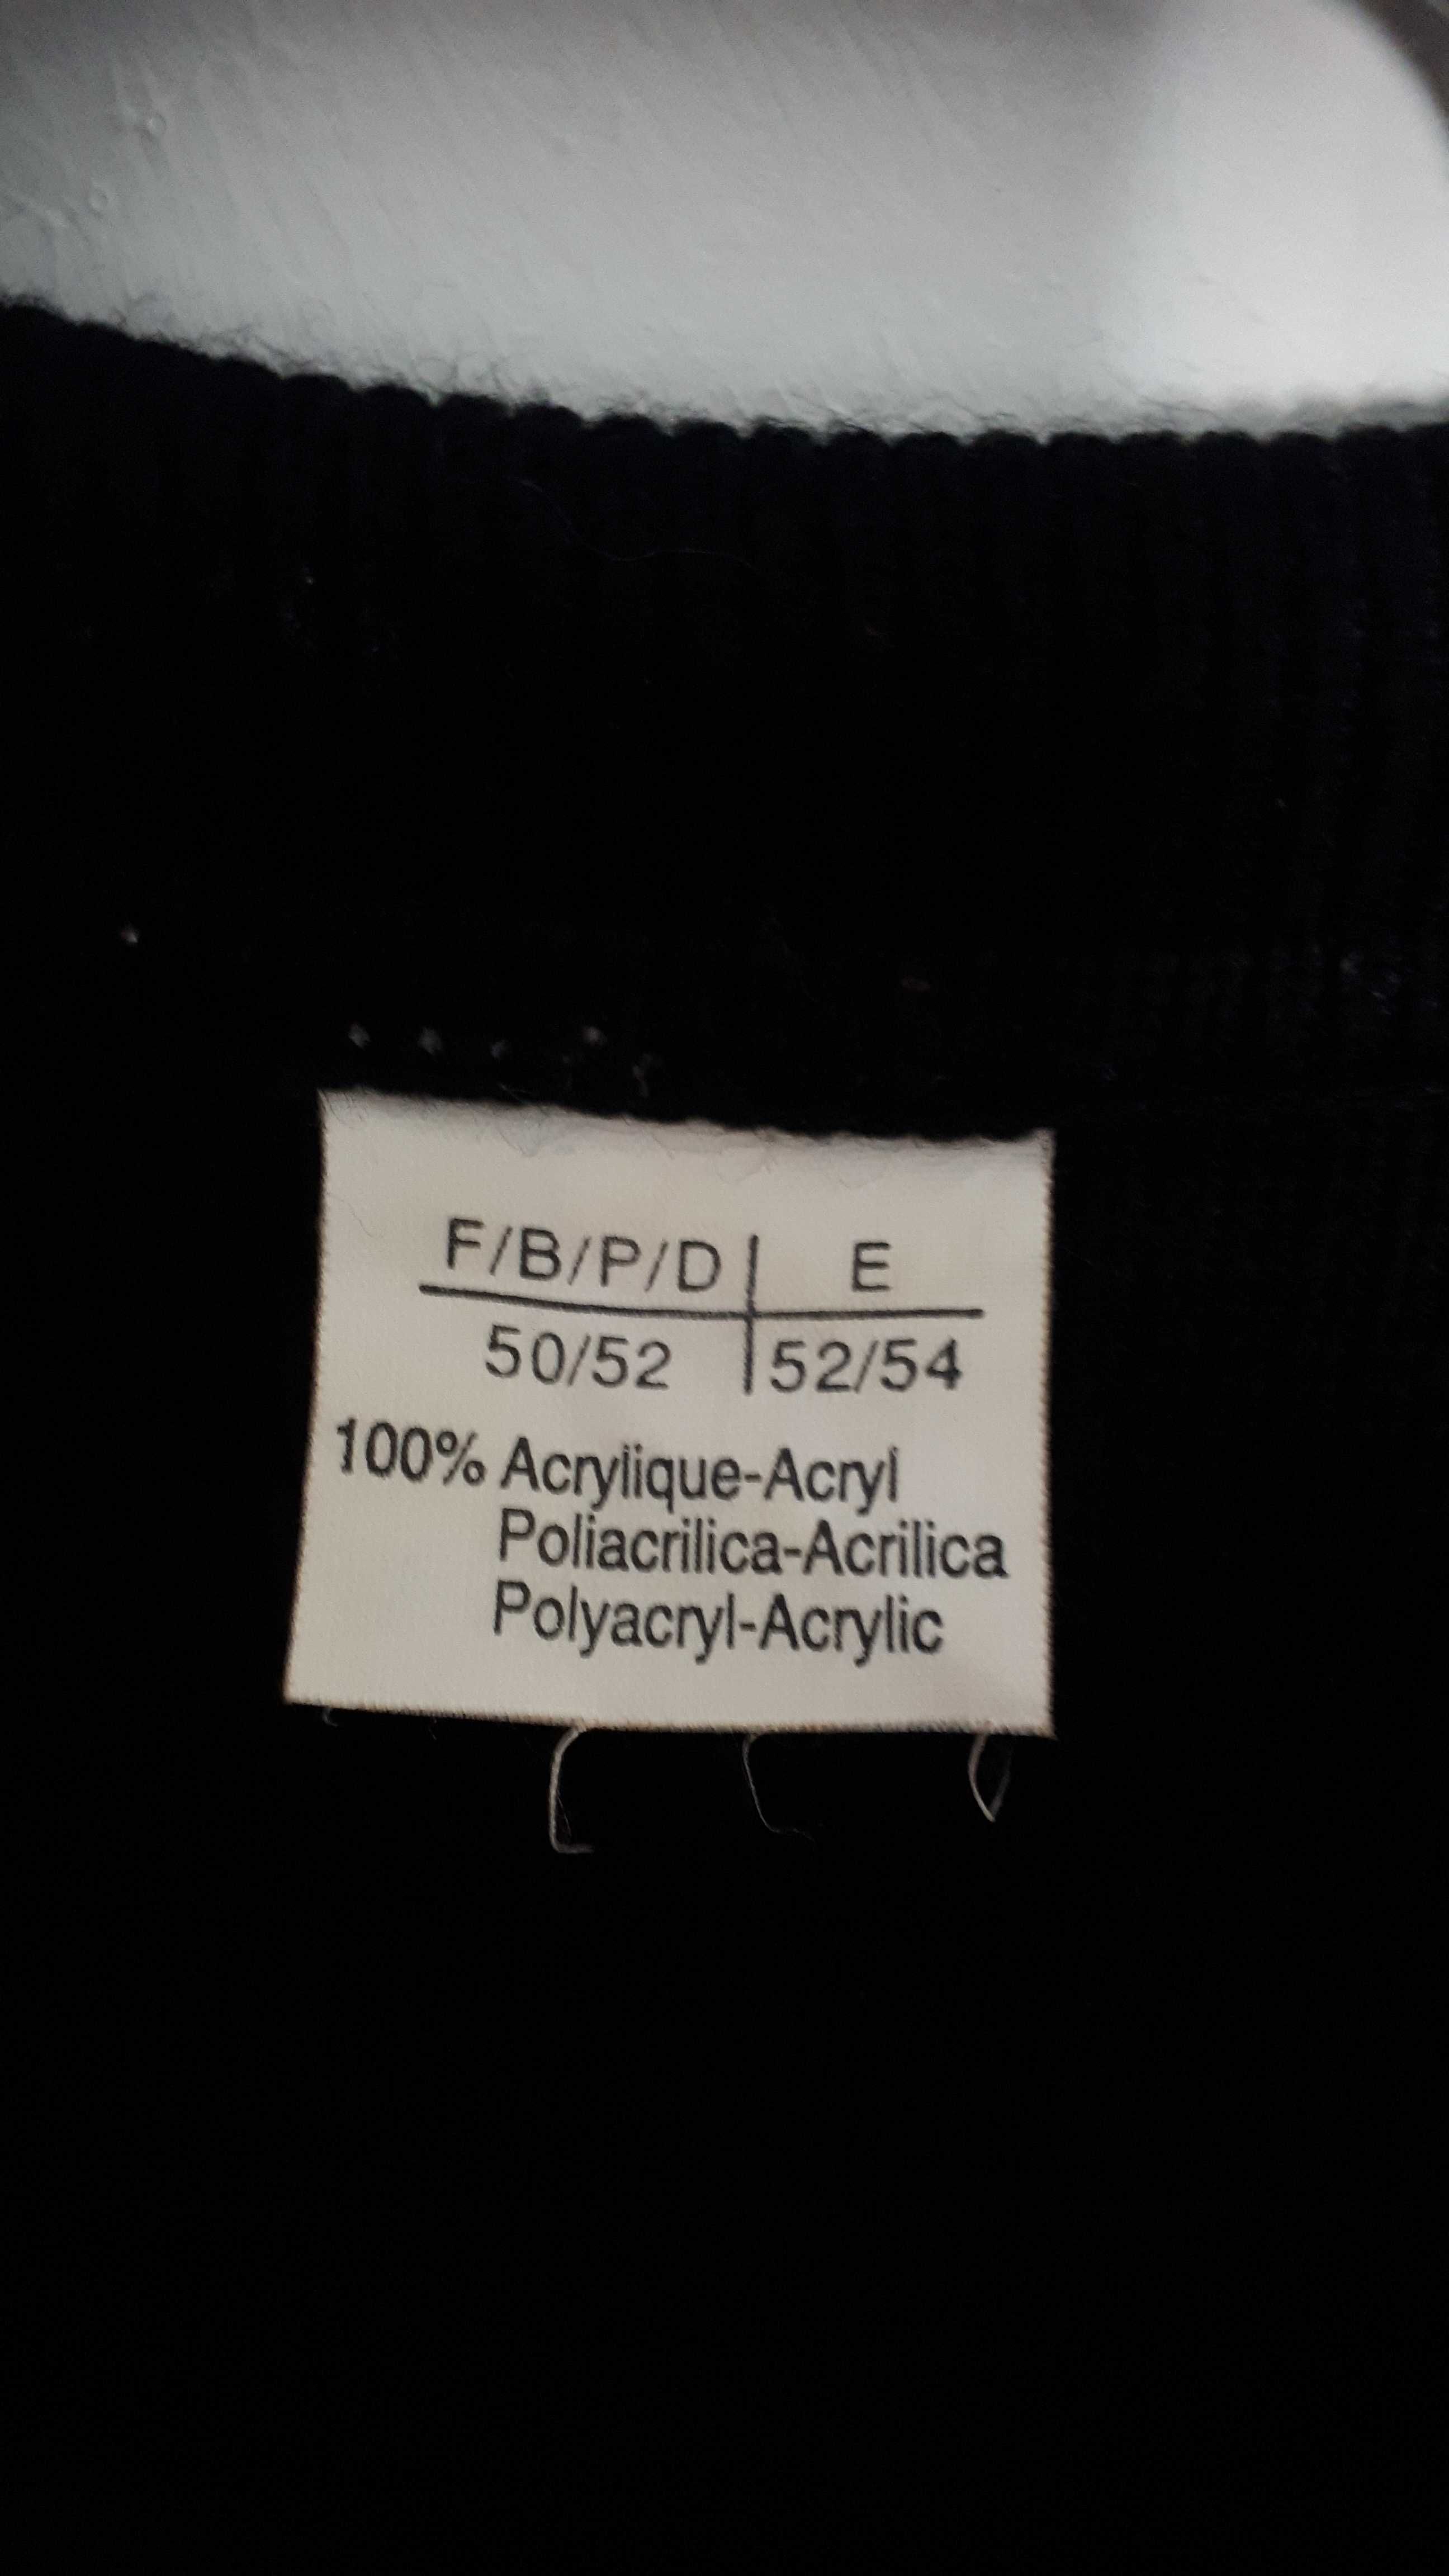 F/B/P/D | E
50/52 | 52/54
100% Acrylique-Acryl
Poliacrilica-Acrilica
Polyacryl-Acrylic